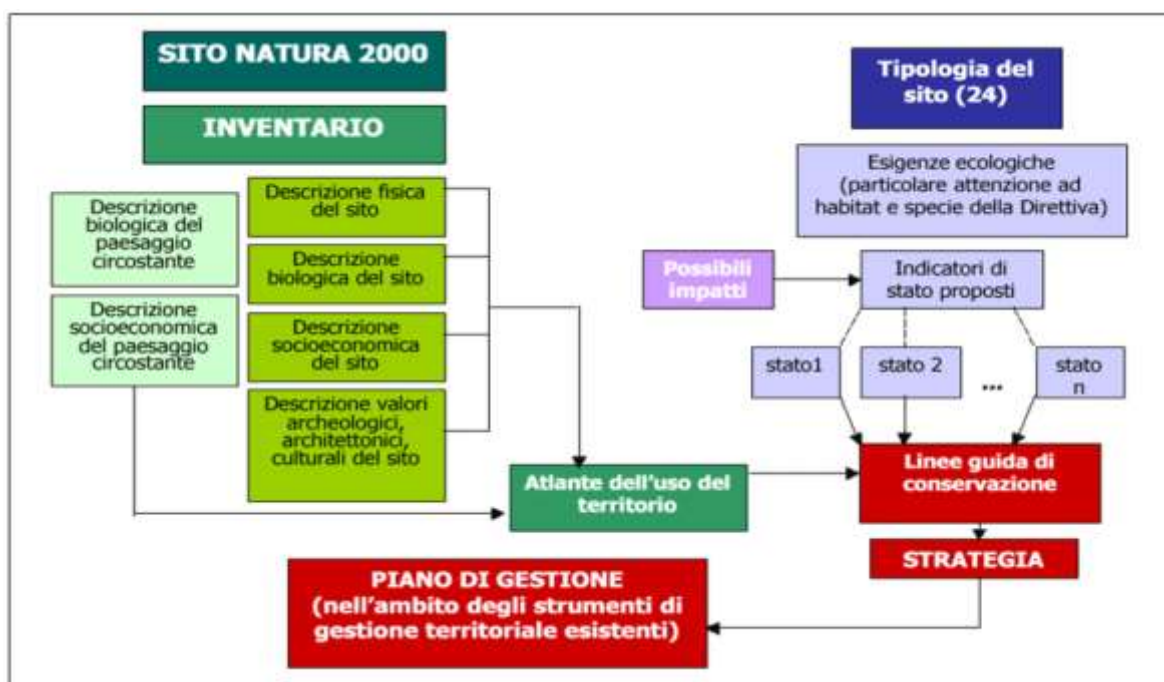 SITO NATURA 2000
INVENTARIO
Descrizione
biologica del
paesaggio
circostante
Descrizione
socioeconomica
del paesaggio
circostante
Descrizione fisica
del sito
Descrizione
biologica del sito
Descrizione
socioeconomica
del sito
Descrizione valori
archeologici,
architettonici,
culturali del sito
Atlante dell'uso del
territorio
Tipologia del
sito (24)
Esigenze ecologiche
(particolare attenzione ad
habitat e specie della Direttiva)
Possibili
impatti
Indicatori di
stato proposti
stato1
stato 2
...
stato
n
Linee guida di
conservazione
STRATEGIA
PIANO DI GESTIONE
(nell'ambito degli strumenti di
gestione territoriale esistenti)